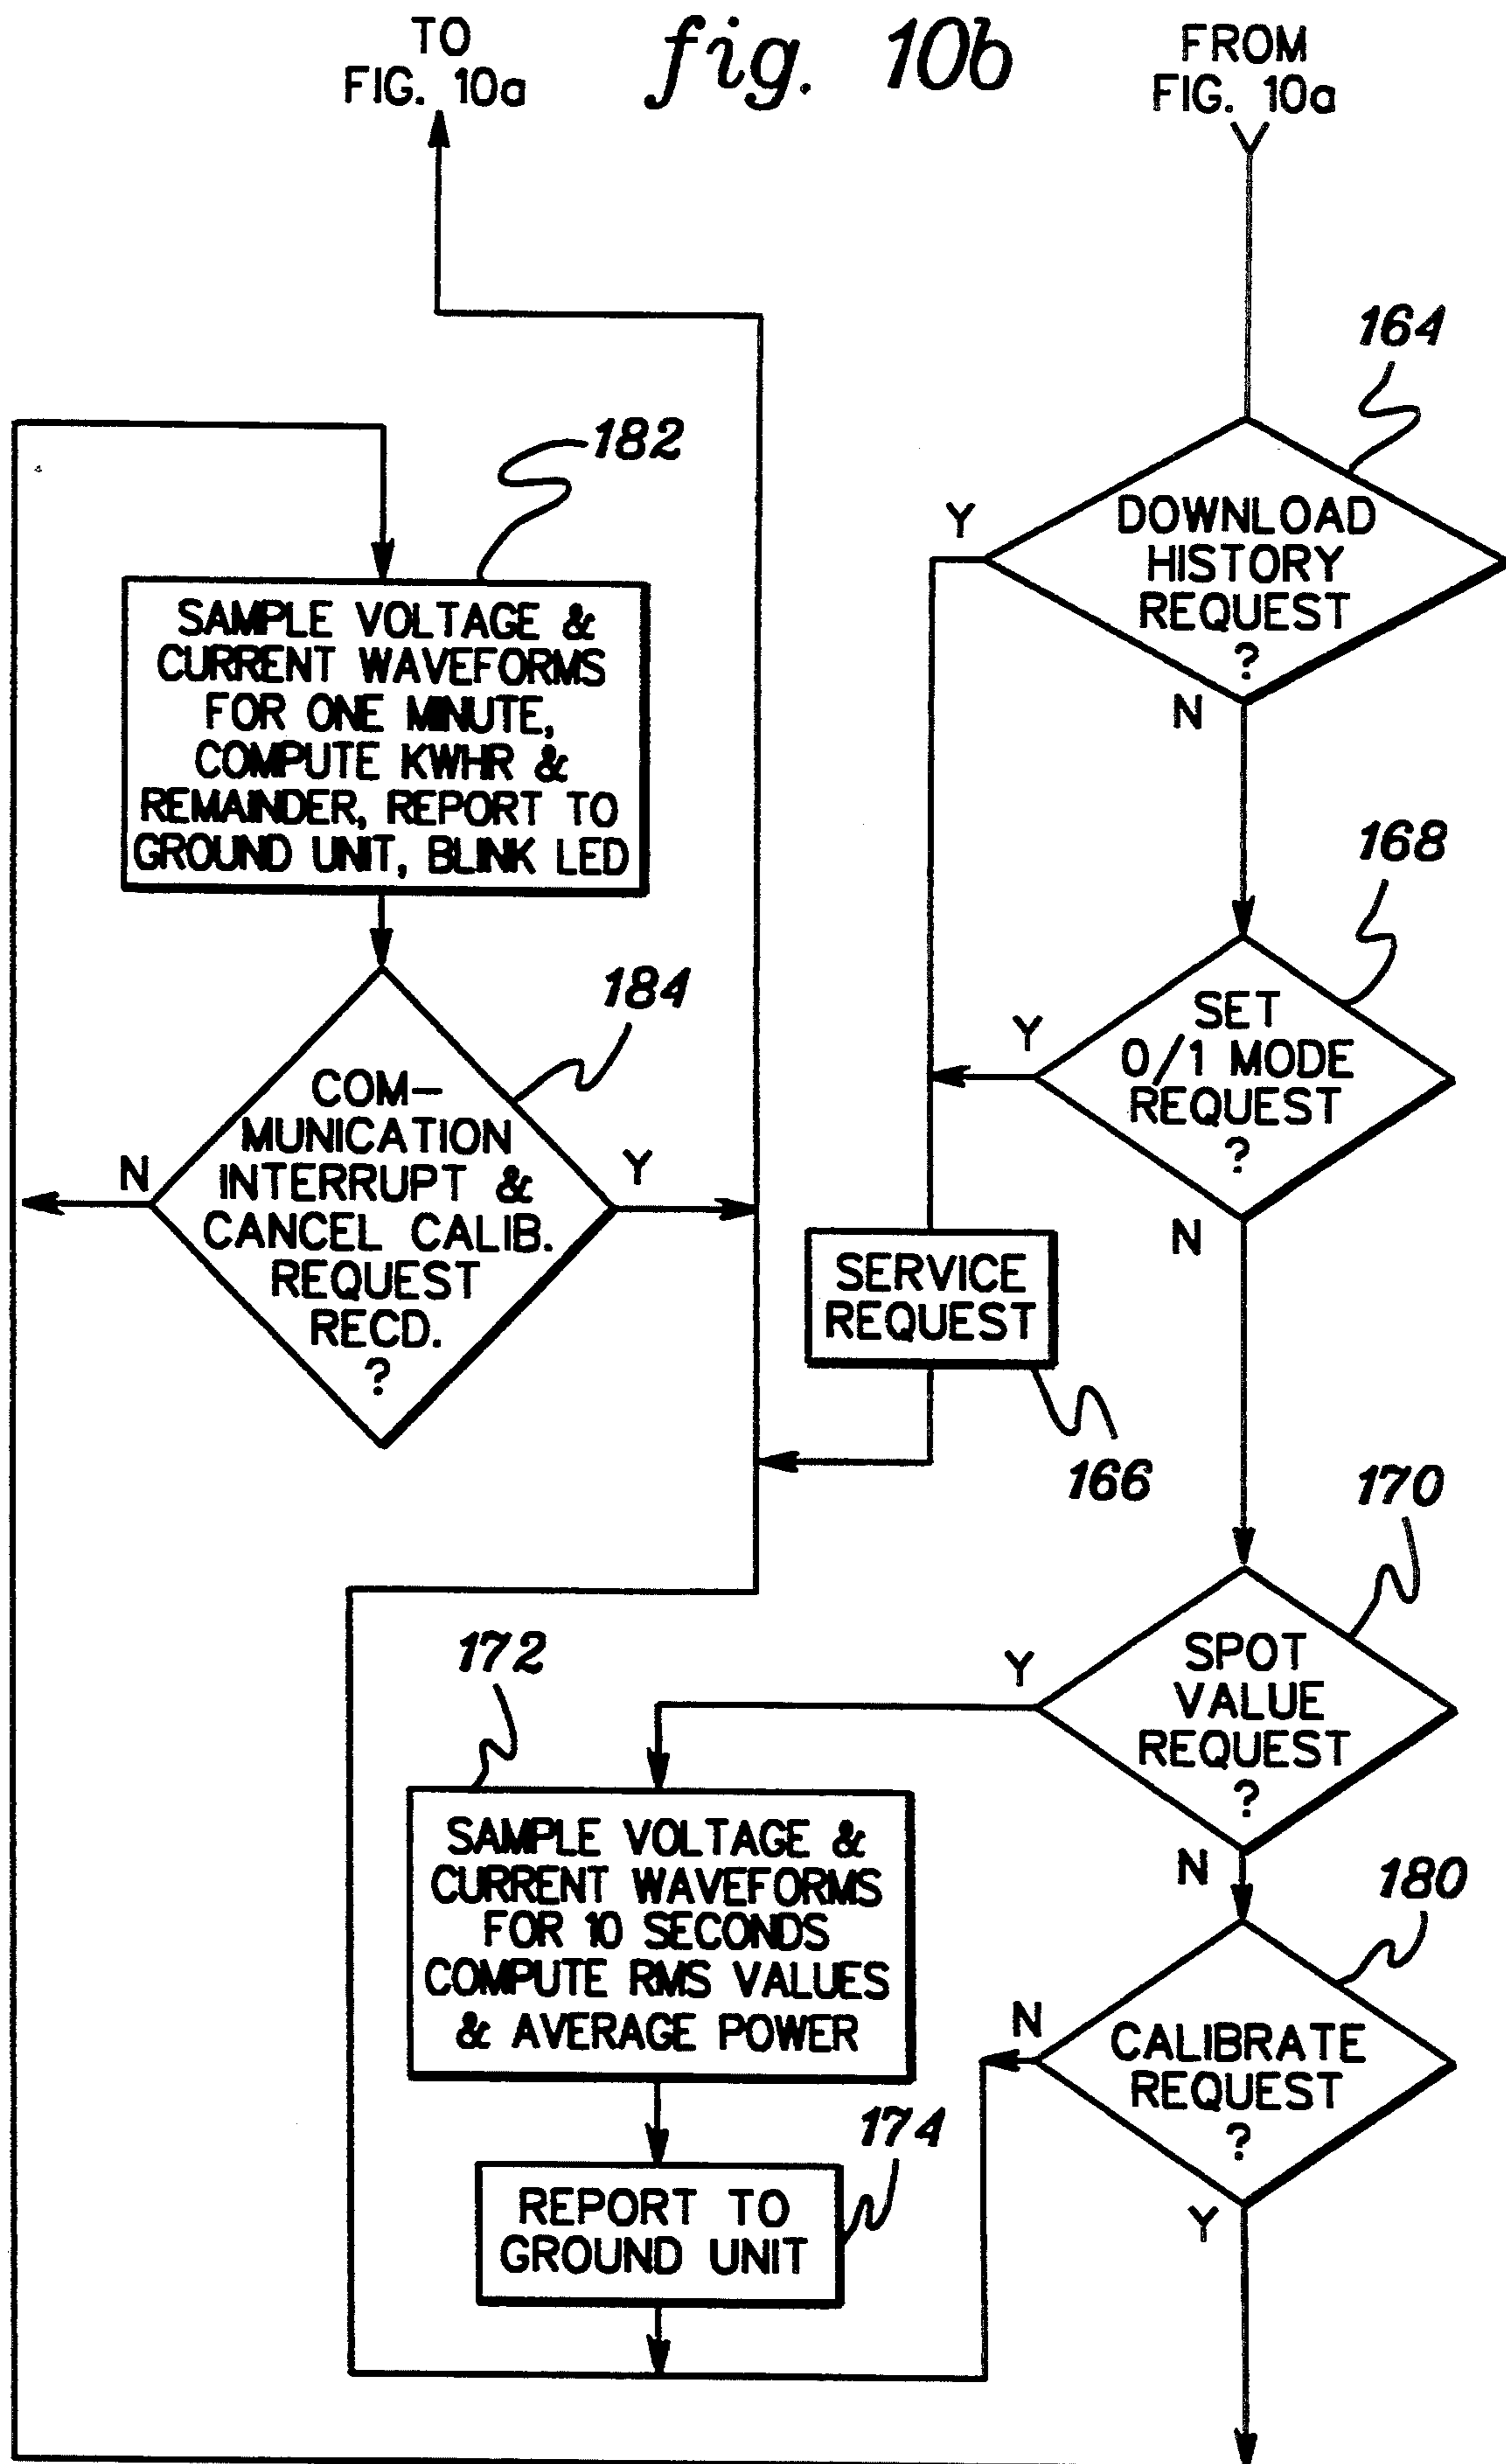 TO
FIG. 10a
fig. 10b
FROM
FIG. 10a
164
DOWNLOAD
HISTORY
REQUEST
?
Y
N
182
SAMPLE VOLTAGE &
CURRENT WAVEFORMS
FOR ONE MINUTE,
COMPUTE KWHR &
REMAINDER, REPORT TO
GROUND UNIT, BLINK LED
168
SET
0/1 MODE
REQUEST
?
Y
N
184
COM-
MUNICATION
INTERRUPT &
CANCEL CALIB.
REQUEST
RECD.
?
N
Y
SERVICE
REQUEST
166
170
SPOT
VALUE
REQUEST
?
Y
N
172
SAMPLE VOLTAGE &
CURRENT WAVEFORMS
FOR 10 SECONDS
COMPUTE RMS VALUES
& AVERAGE POWER
180
CALIBRATE
REQUEST
?
N
Y
174
REPORT TO
GROUND UNIT